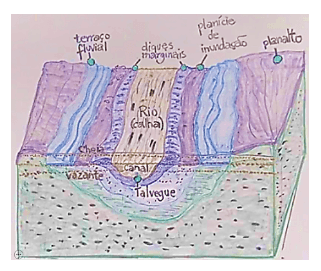 terraço
fluvial
diques
marginais
planície
de
inundação
planalto
Rio
(calha)
Cheia
Vazante
canal
Talvegue